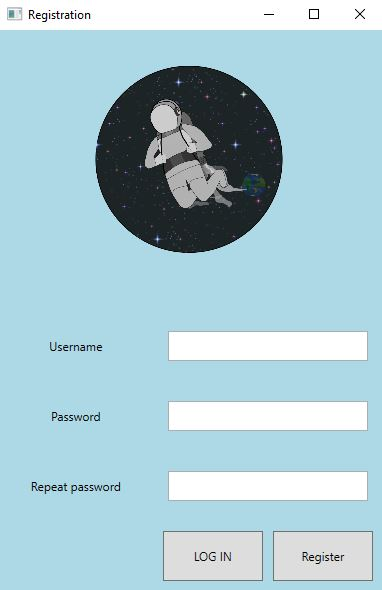 Registration
Username
Password
Repeat password
LOG IN
Register